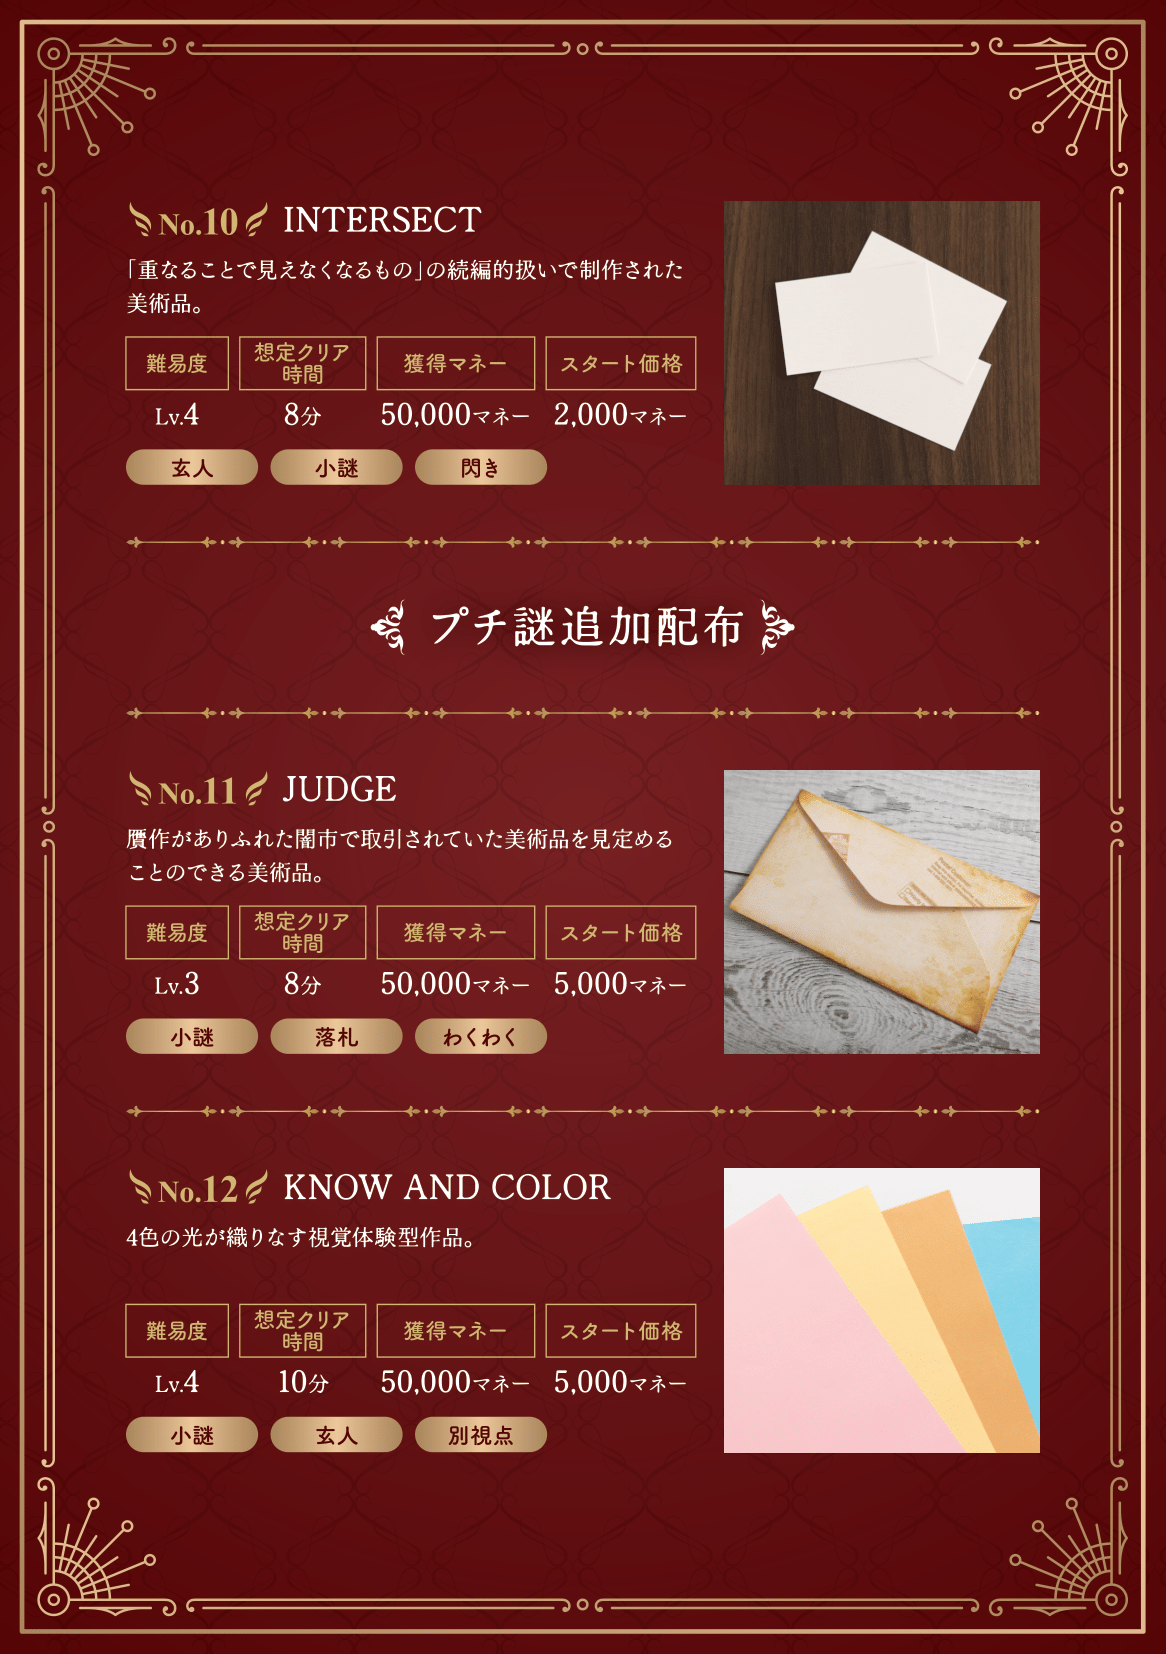 No.10 INTERSECT
「重なることで見えなくなるもの」の続編的扱いで制作された
美術品。
難易度 想定クリア時間 獲得マネー スタート価格
Lv.4 8分 50,000マネー 2,000マネー
玄人 小謎 閃き
プチ謎追加配布
No.11 JUDGE
贋作がありふれた闇市で取引されていた美術品を見定める
ことのできる美術品。
難易度 想定クリア時間 獲得マネー スタート価格
Lv.3 8分 50,000マネー 5,000マネー
小謎 落札 わくわく
No.12 KNOW AND COLOR
4色の光が織りなす視覚体験型作品。
難易度 想定クリア時間 獲得マネー スタート価格
Lv.4 10分 50,000マネー 5,000マネー
小謎 玄人 別視点